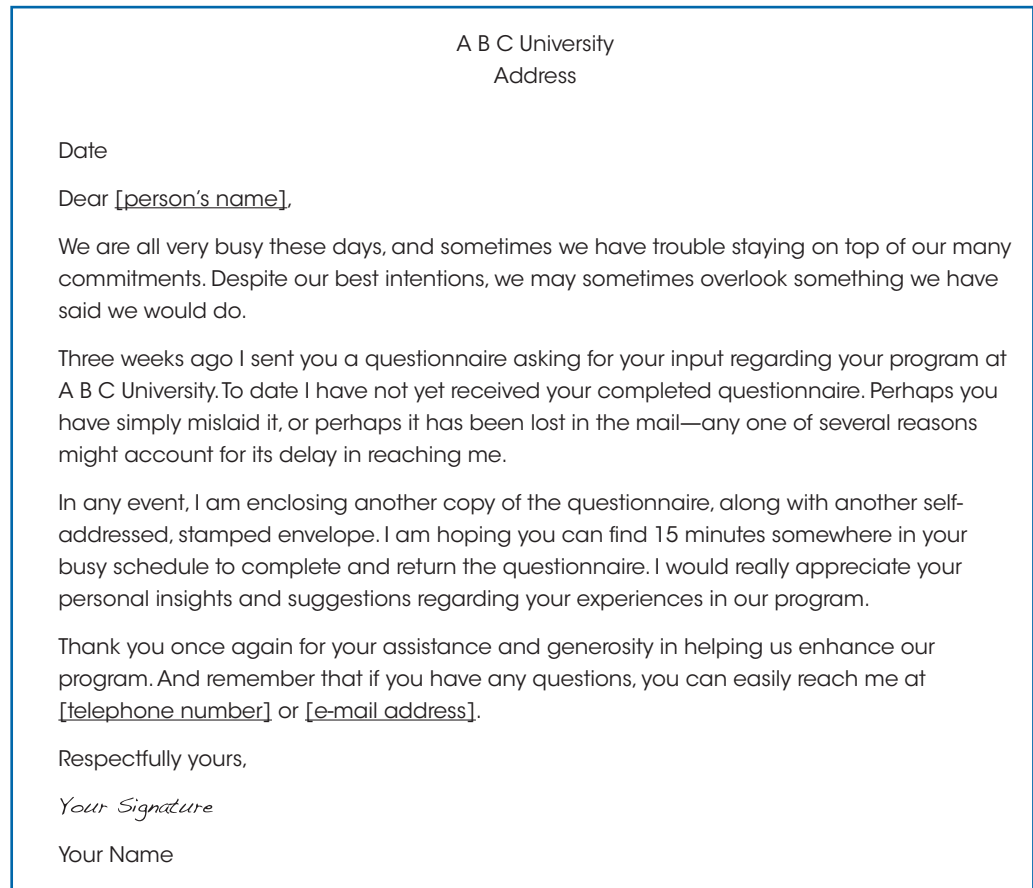 A B C University
Address
Date
Dear [person's name],
We are all very busy these days, and sometimes we have trouble staying on top of our many
commitments. Despite our best intentions, we may sometimes overlook something we have
said we would do.
Three weeks ago I sent you a questionnaire asking for your input regarding your program at
A B C University. To date I have not yet received your completed questionnaire. Perhaps you
have simply mislaid it, or perhaps it has been lost in the mail—any one of several reasons
might account for its delay in reaching me.
In any event, I am enclosing another copy of the questionnaire, along with another self-
addressed, stamped envelope. I am hoping you can find 15 minutes somewhere in your
busy schedule to complete and return the questionnaire. I would really appreciate your
personal insights and suggestions regarding your experiences in our program.
Thank you once again for your assistance and generosity in helping us enhance our
program. And remember that if you have any questions, you can easily reach me at
[telephone number] or [e-mail address].
Respectfully yours,
Your Signature
Your Name